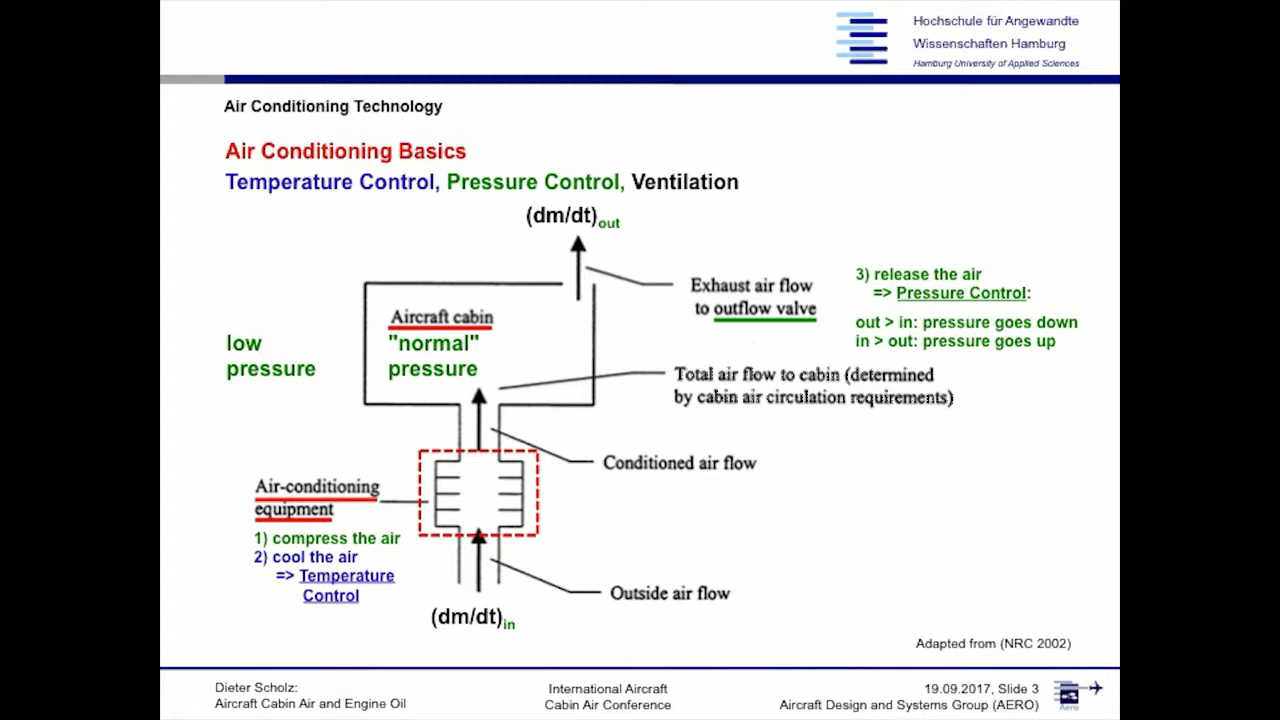 Hochschule für Angewandte
Wissenschaften Hamburg
Hamburg University of Applied Sciences
Air Conditioning Technology
Air Conditioning Basics
Temperature Control, Pressure Control, Ventilation
(dm/dt)out
Exhaust air flow
to outflow valve
3) release the air
=> Pressure Control:
out > in: pressure goes down
in > out: pressure goes up
low
pressure
Aircraft cabin
"normal"
pressure
Total air flow to cabin (determined
by cabin air circulation requirements)
Conditioned air flow
Air-conditioning
equipment
1) compress the air
2) cool the air
=> Temperature
Control
Outside air flow
(dm/dt)in
Adapted from (NRC 2002)
Dieter Scholz:
Aircraft Cabin Air and Engine Oil
International Aircraft
Cabin Air Conference
19.09.2017, Slide 3
Aircraft Design and Systems Group (AERO)
Aero